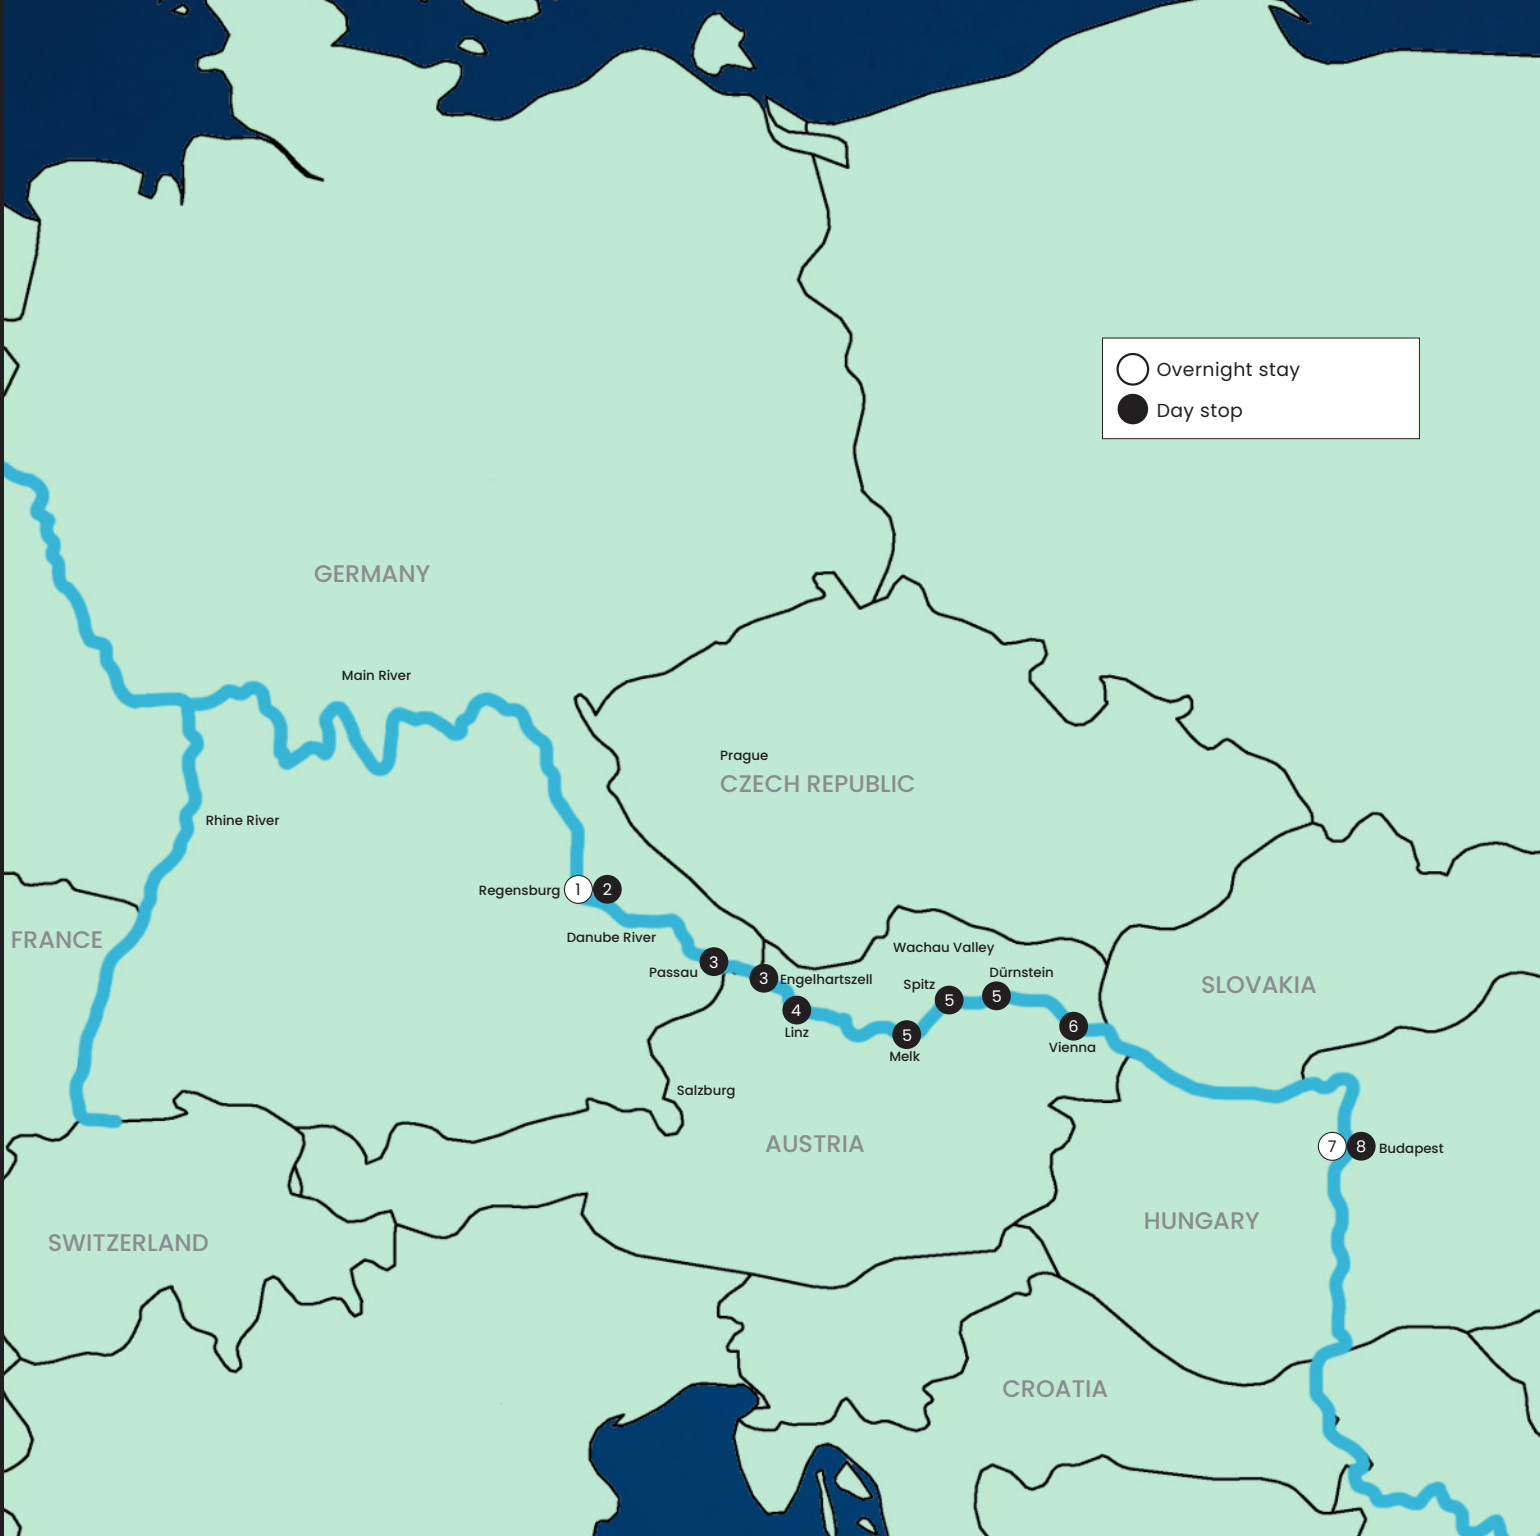 Overnight stay
Day stop
GERMANY
Main River
Prague
CZECH REPUBLIC
Rhine River
Regensburg 1 2
FRANCE
Danube River
Wachau Valley
Passau 3
3 Engelhartszell
Spitz
Dürnstein
SLOVAKIA
5
5
4
Linz
5
Melk
6
Vienna
Salzburg
AUSTRIA
7 8 Budapest
HUNGARY
SWITZERLAND
CROATIA